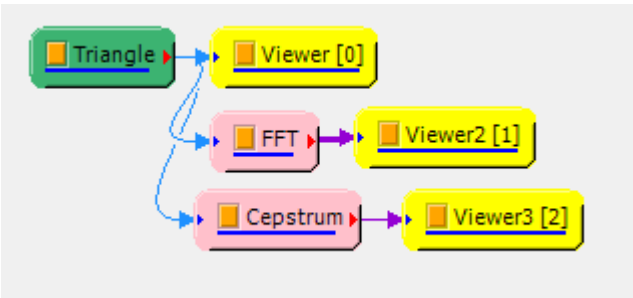 Triangle
Viewer [0]
FFT
Viewer2 [1]
Cepstrum
Viewer3 [2]